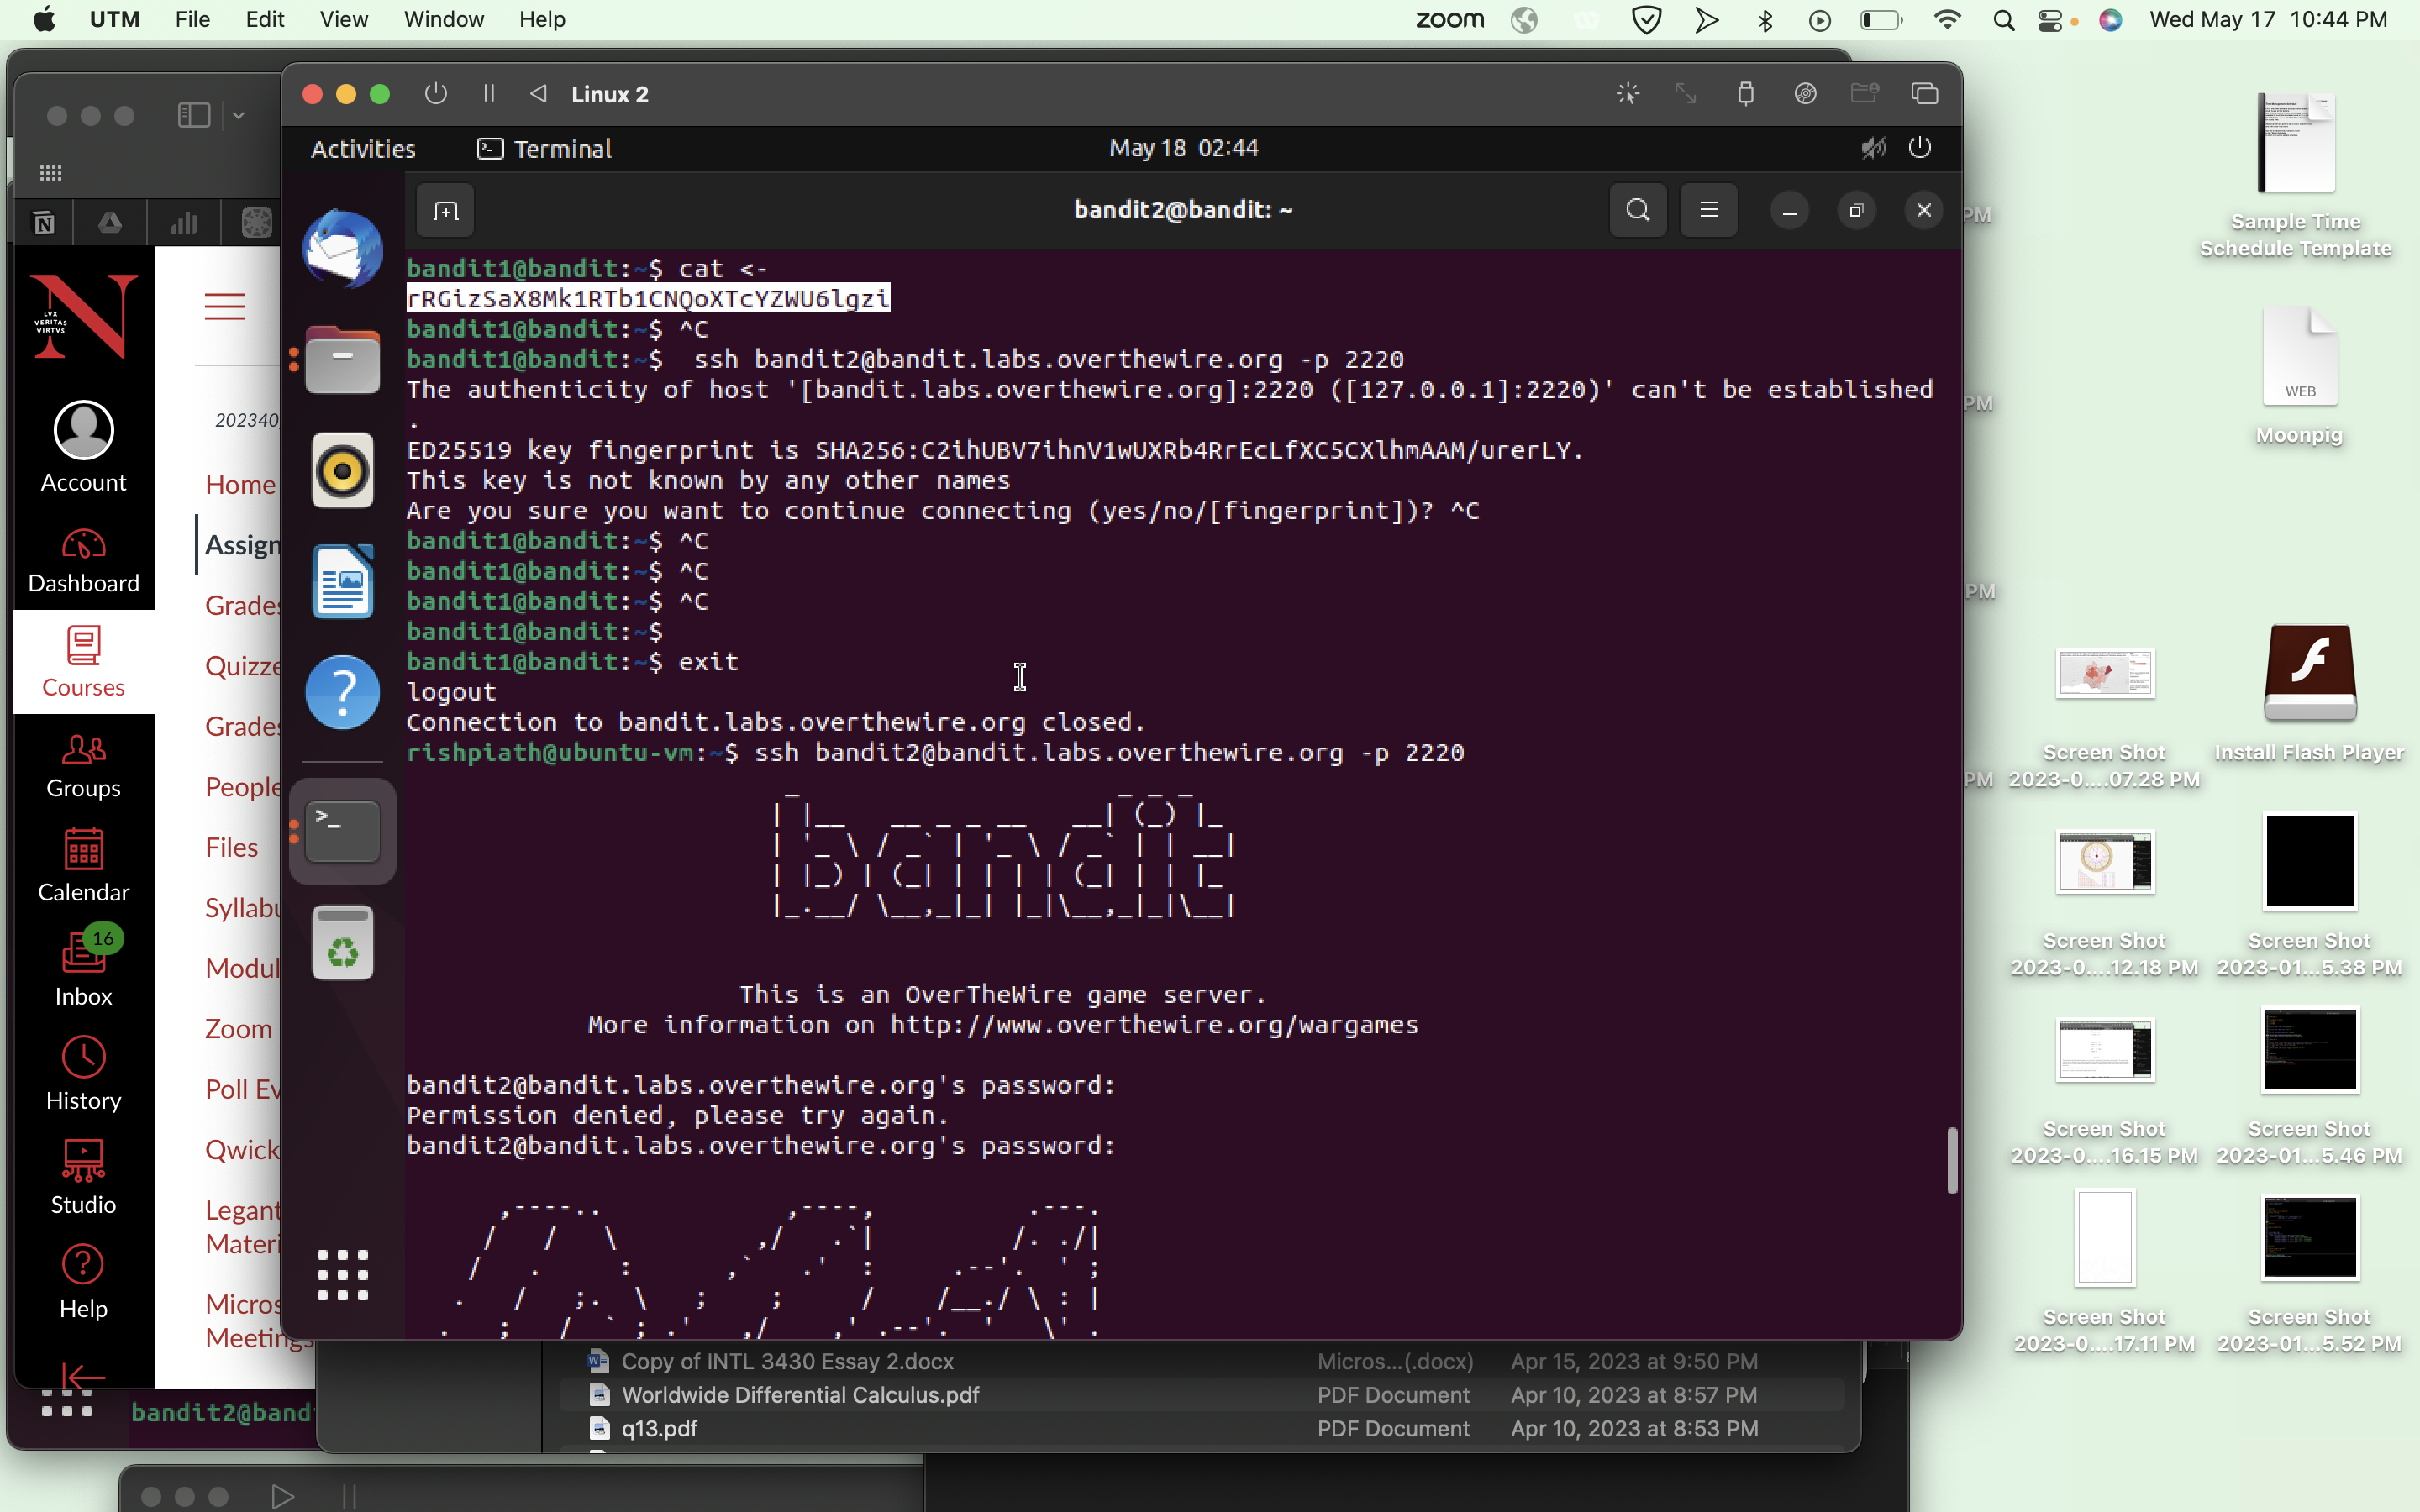 UTM File Edit View Window Help zoom Wed May 17 10:44 PM
Linux 2
Activities Terminal May 18 02:44
bandit2@bandit: ~
bandit1@bandit:~$ cat <-
rRGizSaX8Mk1RTb1CNQoXTcYZWU6lgzi
bandit1@bandit:~$ ^C
bandit1@bandit:~$  ssh bandit2@bandit.labs.overthewire.org -p 2220
The authenticity of host '[bandit.labs.overthewire.org]:2220 ([127.0.0.1]:2220)' can't be established
.
ED25519 key fingerprint is SHA256:C2ihUBV7ihnV1wUXRb4RrEcLfXC5CXlhmAAM/urerLY.
This key is not known by any other names
Are you sure you want to continue connecting (yes/no/[fingerprint])? ^C
bandit1@bandit:~$ ^C
bandit1@bandit:~$ ^C
bandit1@bandit:~$ ^C
bandit1@bandit:~$
bandit1@bandit:~$ exit
logout
Connection to bandit.labs.overthewire.org closed.
rishpiath@ubuntu-vm:~$ ssh bandit2@bandit.labs.overthewire.org -p 2220
bandit
This is an OverTheWire game server.
More information on http://www.overthewire.org/wargames
bandit2@bandit.labs.overthewire.org's password:
Permission denied, please try again.
bandit2@bandit.labs.overthewire.org's password:
LVX
VERITAS
VIRTVS
Account
Dashboard
Courses
Groups
Calendar
16
Inbox
History
Studio
Help
202340
Home
Assign
Grades
Quizze
Grades
People
Files
Syllabu
Modul
Zoom
Poll Ev
Qwick
Legant
Materi
Micros
Meetings
bandit2@band
Copy of INTL 3430 Essay 2.docx Micros...(.docx) Apr 15, 2023 at 9:50 PM
Worldwide Differential Calculus.pdf PDF Document Apr 10, 2023 at 8:57 PM
q13.pdf PDF Document Apr 10, 2023 at 8:53 PM
PM
PM
PM
PM
Sample Time
Schedule Template
WEB
Moonpig
Screen Shot
2023-0....07.28 PM
Install Flash Player
Screen Shot
2023-0....12.18 PM
Screen Shot
2023-01...5.38 PM
Screen Shot
2023-0....16.15 PM
Screen Shot
2023-01...5.46 PM
Screen Shot
2023-0....17.11 PM
Screen Shot
2023-01...5.52 PM